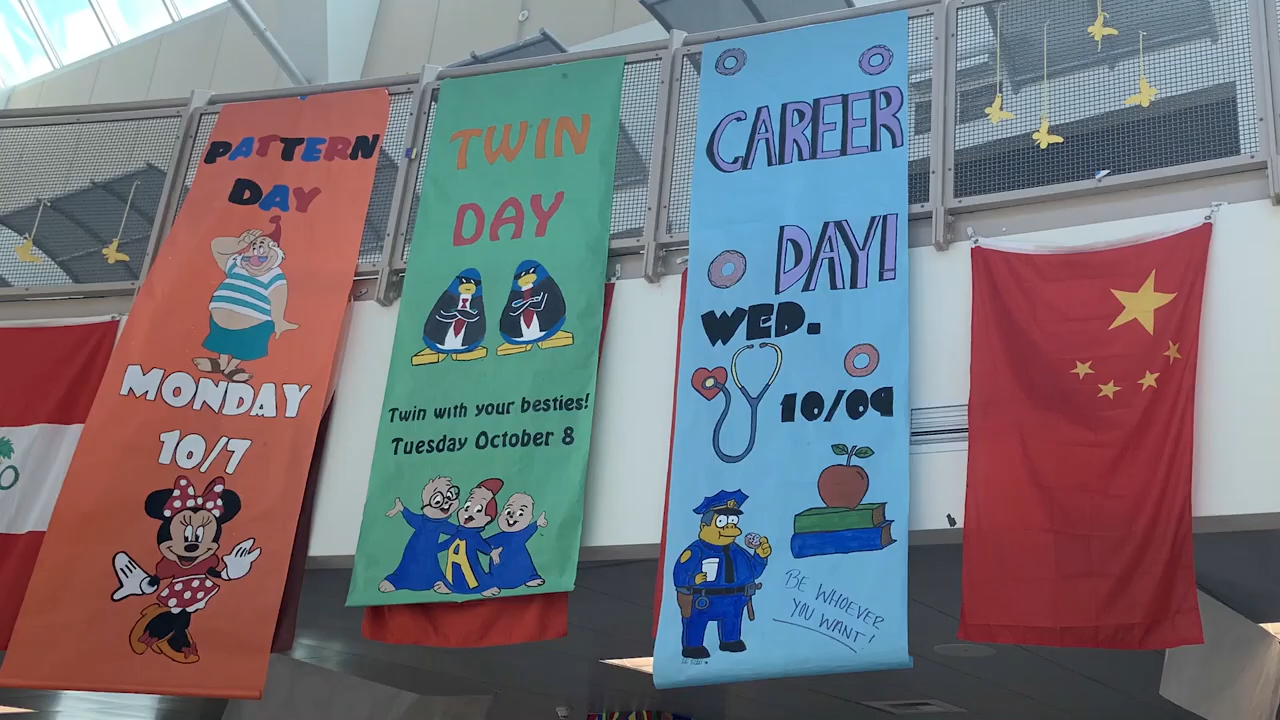 PATTERN
DAY
MONDAY
10/7
TWIN
DAY
Twin with your besties!
Tuesday October 8
A
CAREER
DAY!
WED.
10/09
BE WHOEVER
YOU WANT!